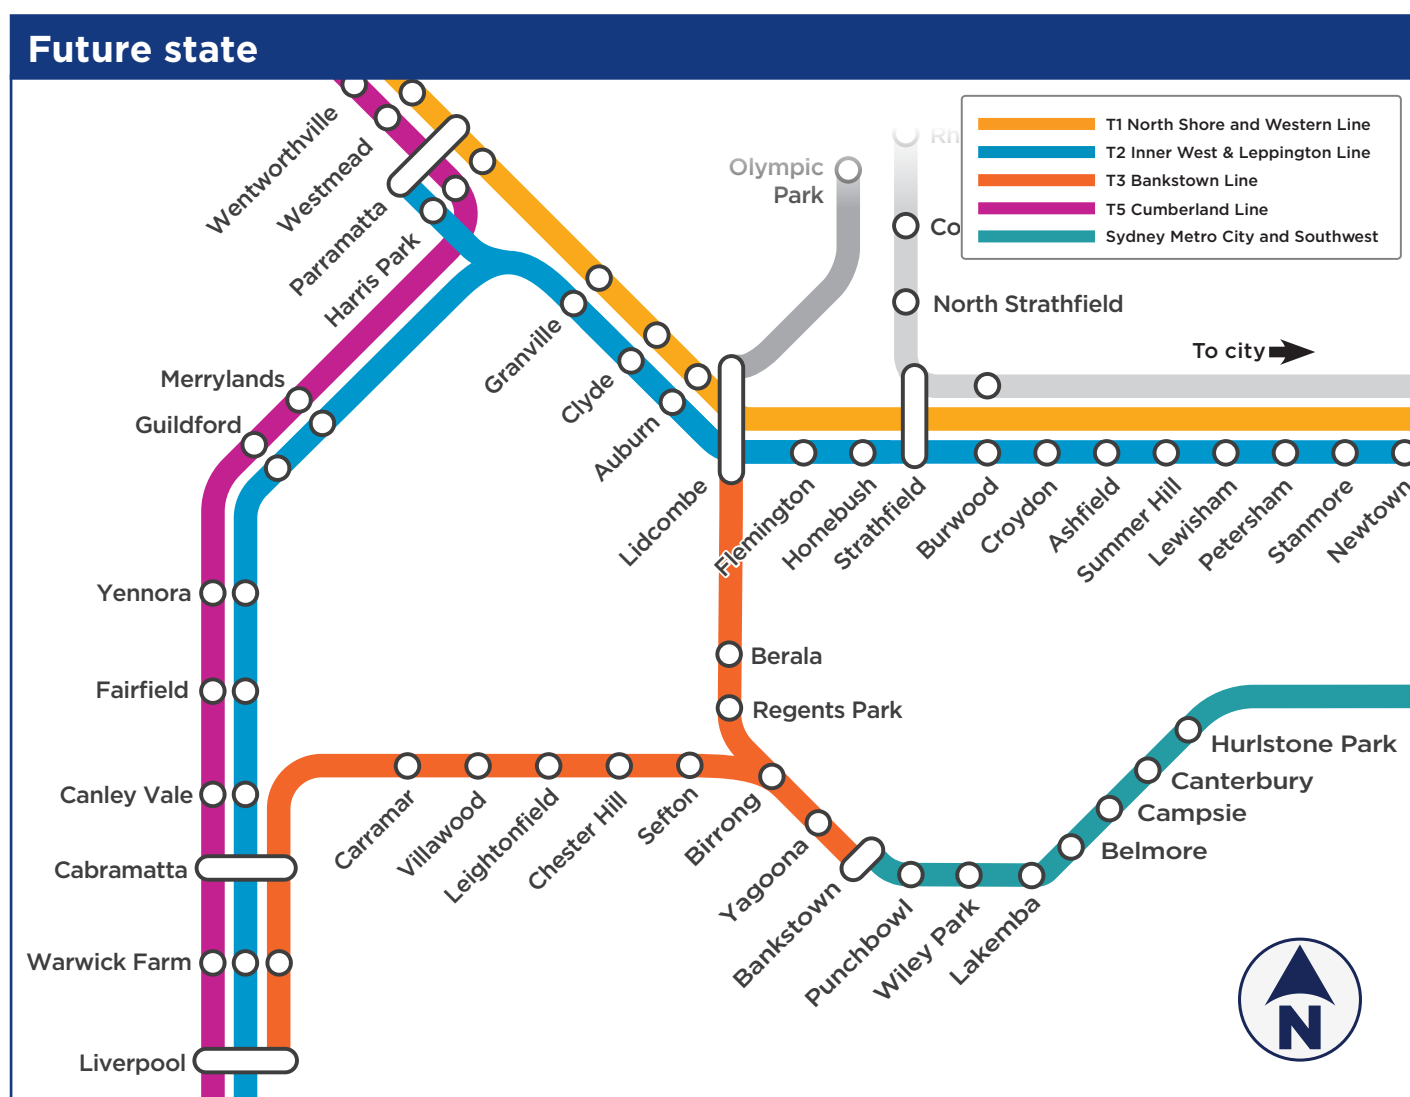 Future state
T1 North Shore and Western Line
T2 Inner West & Leppington Line
T3 Bankstown Line
T5 Cumberland Line
Sydney Metro City and Southwest
Wentworthville
Westmead
Parramatta
Harris Park
Olympic
Park
Rh
Co
North Strathfield
To city
Merrylands
Guildford
Granville
Clyde
Auburn
Lidcombe
Flemington
Homebush
Strathfield
Burwood
Croydon
Ashfield
Summer Hill
Lewisham
Petersham
Stanmore
Newtown
Yennora
Fairfield
Canley Vale
Cabramatta
Warwick Farm
Liverpool
Berala
Regents Park
Carramar
Villawood
Leightonfield
Chester Hill
Sefton
Birrong
Yagoona
Bankstown
Punchbowl
Wiley Park
Lakemba
Hurlstone Park
Canterbury
Campsie
Belmore
N